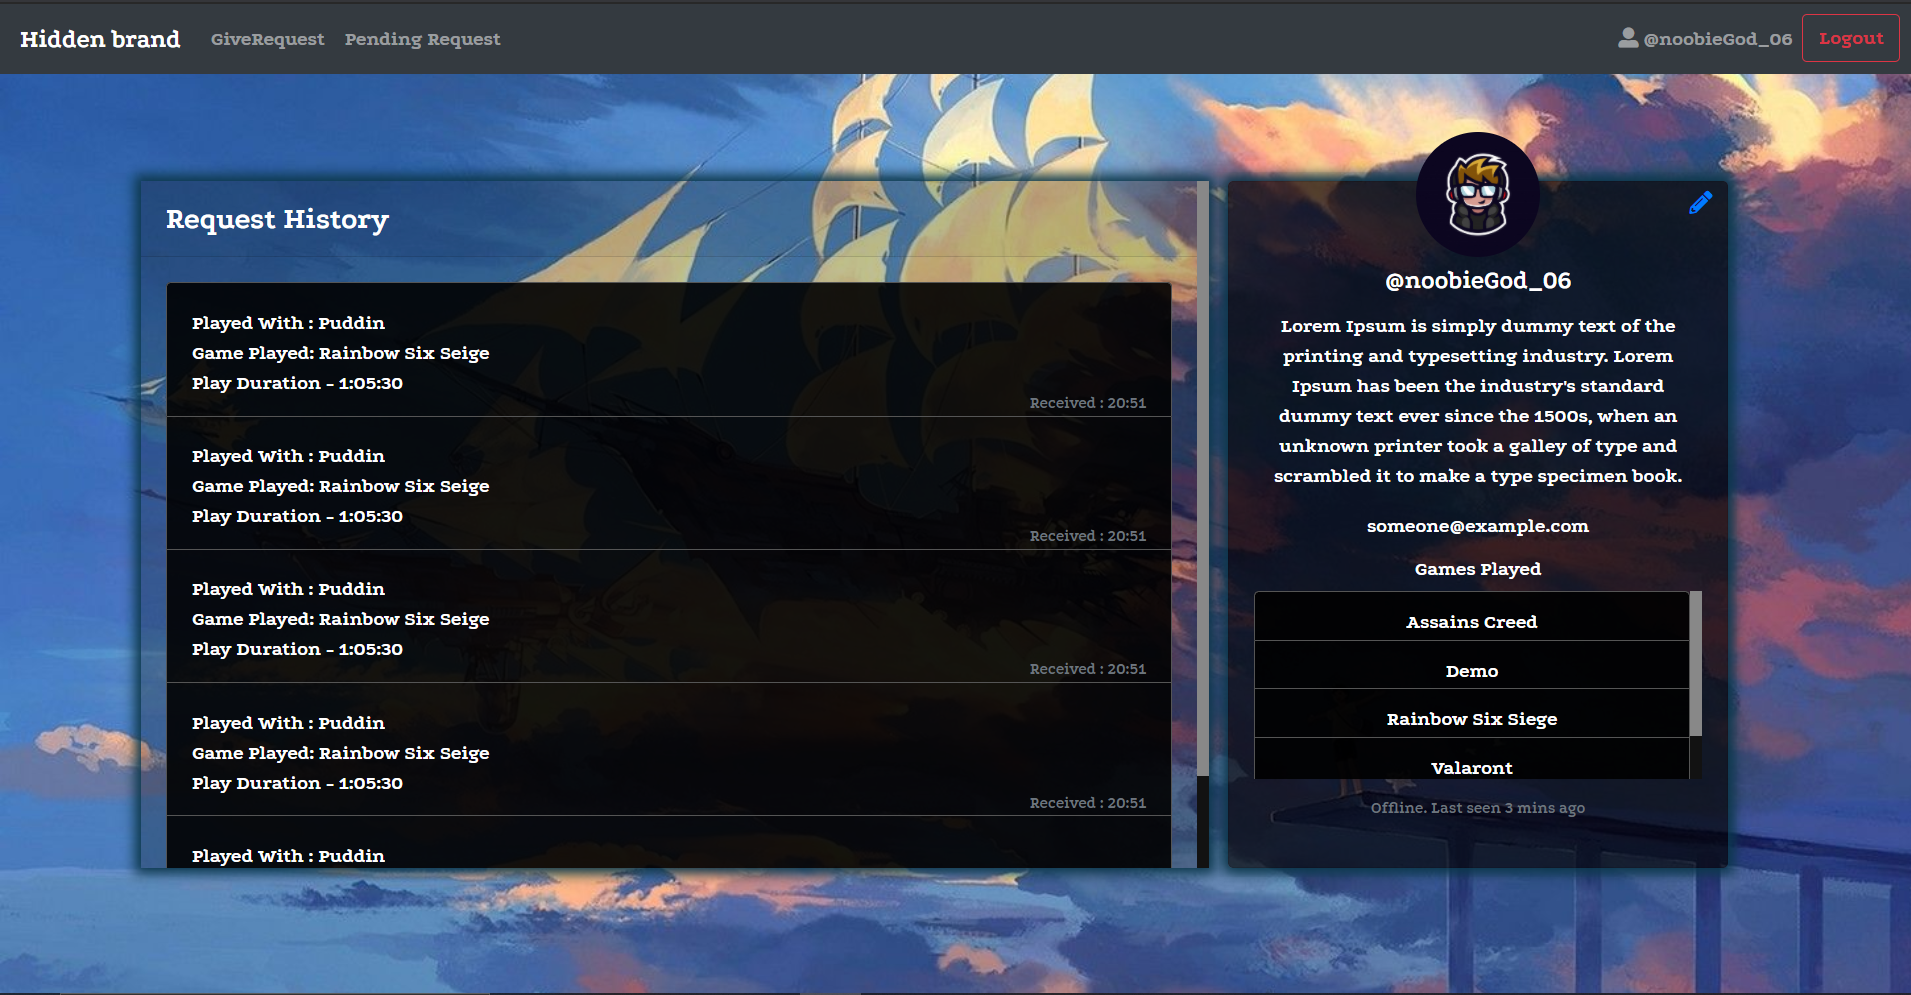 Hidden brand GiveRequest Pending Request @noobieGod_06 Logout
Request History
Played With : Puddin
Game Played: Rainbow Six Seige
Play Duration - 1:05:30
Received : 20:51
Played With : Puddin
Game Played: Rainbow Six Seige
Play Duration - 1:05:30
Received : 20:51
Played With : Puddin
Game Played: Rainbow Six Seige
Play Duration - 1:05:30
Received : 20:51
Played With : Puddin
Game Played: Rainbow Six Seige
Play Duration - 1:05:30
Received : 20:51
Played With : Puddin
@noobieGod_06
Lorem Ipsum is simply dummy text of the
printing and typesetting industry. Lorem
Ipsum has been the industry's standard
dummy text ever since the 1500s, when an
unknown printer took a galley of type and
scrambled it to make a type specimen book.
someone@example.com
Games Played
Assains Creed
Demo
Rainbow Six Siege
Valaront
Offline. Last seen 3 mins ago